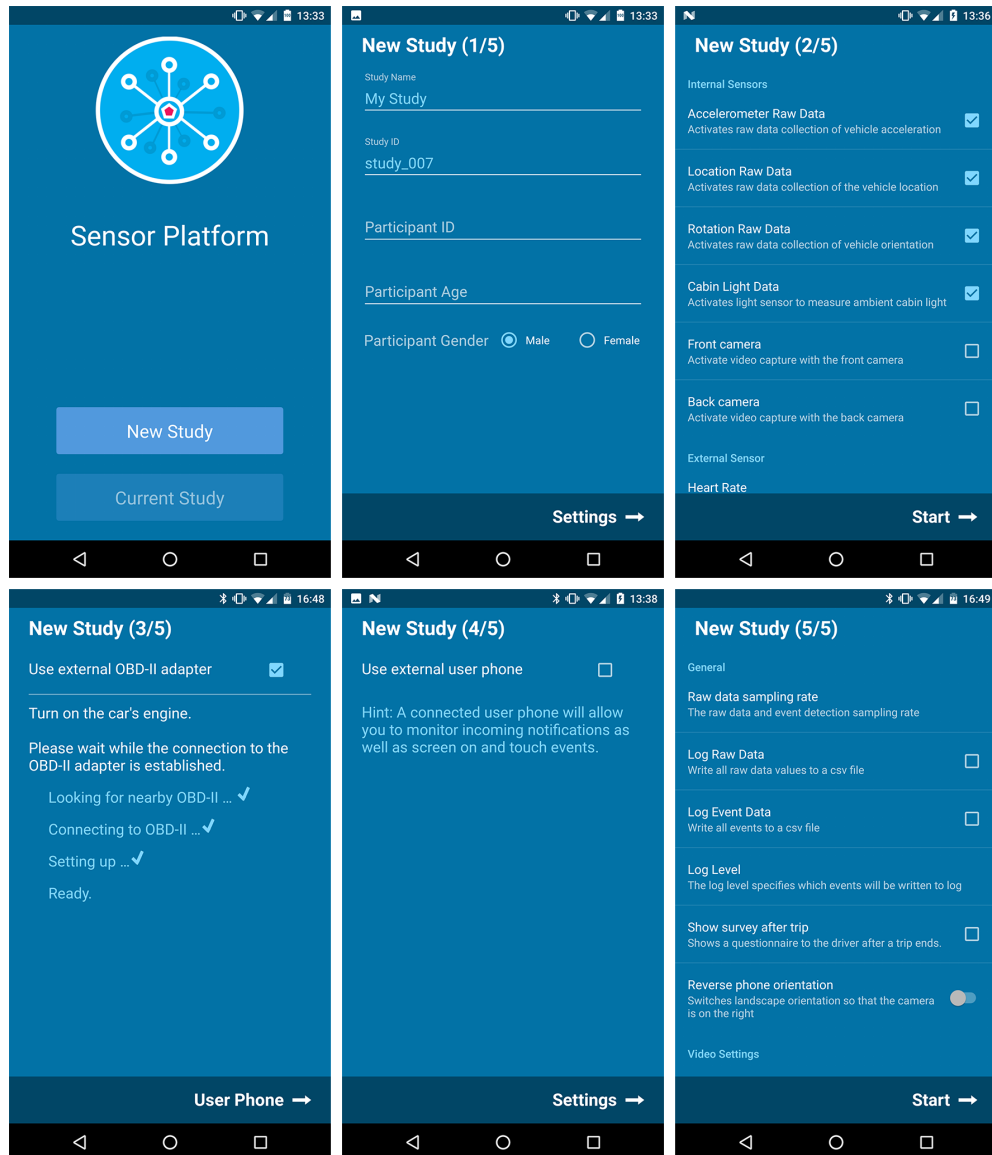 13:33
Sensor Platform
New Study
Current Study
13:33
New Study (1/5)
Study Name
My Study
Study ID
study_007
Participant ID
Participant Age
Participant Gender Male Female
Settings
13:36
New Study (2/5)
Internal Sensors
Accelerometer Raw Data
Activates raw data collection of vehicle acceleration
Location Raw Data
Activates raw data collection of the vehicle location
Rotation Raw Data
Activates raw data collection of vehicle orientation
Cabin Light Data
Activates light sensor to measure ambient cabin light
Front camera
Activate video capture with the front camera
Back camera
Activate video capture with the back camera
External Sensor
Heart Rate
Start
16:48
New Study (3/5)
Use external OBD-II adapter
Turn on the car's engine.
Please wait while the connection to the
OBD-II adapter is established.
Looking for nearby OBD-II ...
Connecting to OBD-II ...
Setting up ...
Ready.
User Phone
13:38
New Study (4/5)
Use external user phone
Hint: A connected user phone will allow
you to monitor incoming notifications as
well as screen on and touch events.
Settings
16:49
New Study (5/5)
General
Raw data sampling rate
The raw data and event detection sampling rate
Log Raw Data
Write all raw data values to a csv file
Log Event Data
Write all events to a csv file
Log Level
The log level specifies which events will be written to log
Show survey after trip
Shows a questionnaire to the driver after a trip ends.
Reverse phone orientation
Switches landscape orientation so that the camera
is on the right
Video Settings
Start